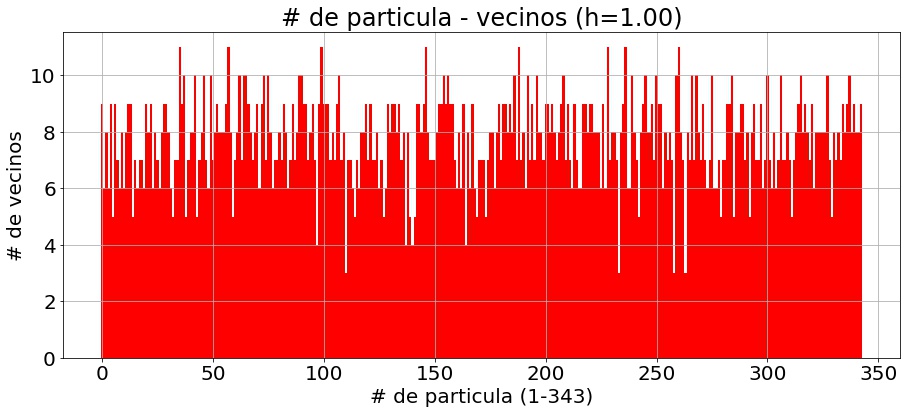 # de particula - vecinos (h=1.00)
# de vecinos
10
8
6
4
2
0
0 50 100 150 200 250 300 350
# de particula (1-343)